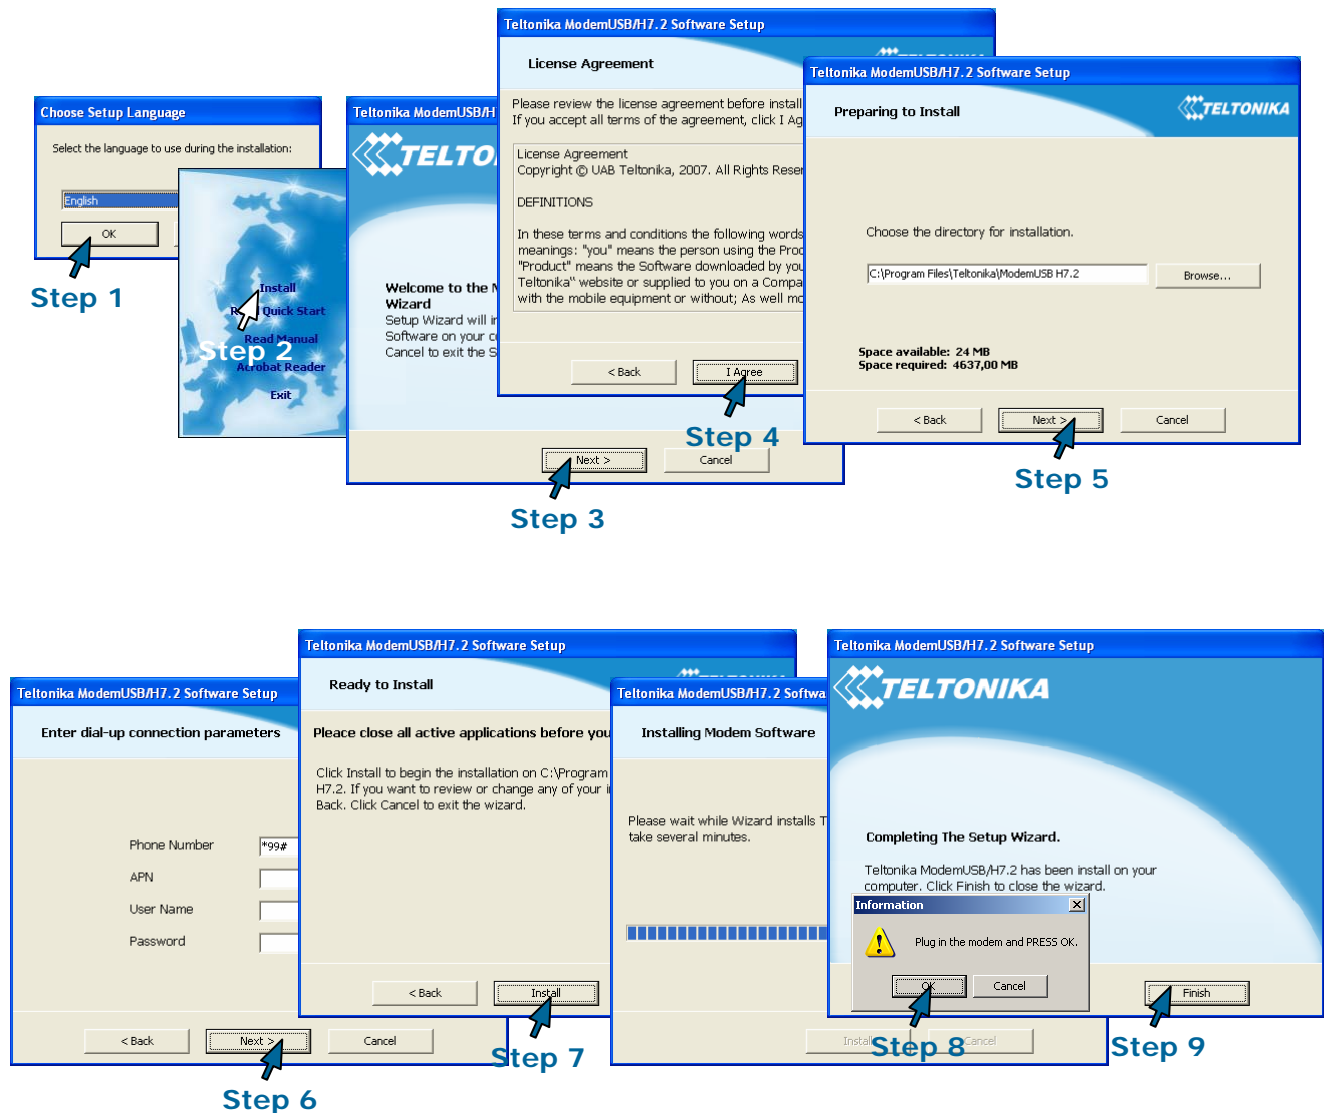 Choose Setup Language
Select the language to use during the installation:
English
OK
Step 1
Install
Quick Start
Read Manual
Acrobat Reader
Exit
Step 2
Teltonika ModemUSB/H
TELTO
Welcome to the
Wizard
Setup Wizard will
Software on your
Cancel to exit the S
Next >
Cancel
Step 3
Teltonika ModemUSB/H7.2 Software Setup
License Agreement
TELTONIKA
Please review the license agreement before install
If you accept all terms of the agreement, click I Ag
License Agreement
Copyright © UAB Teltonika, 2007. All Rights Reser
DEFINITIONS
In these terms and conditions the following words
meanings: "you" means the person using the Prod
"Product" means the Software downloaded by you
Teltonika" website or supplied to you on a Compa
with the mobile equipment or without; As well mo
< Back
I Agree
Step 4
Teltonika ModemUSB/H7.2 Software Setup
Preparing to Install
TELTONIKA
Choose the directory for installation.
C:\Program Files\Teltonika\ModemUSB H7.2
Browse...
Space available: 24 MB
Space required: 4637,00 MB
< Back
Next >
Cancel
Step 5
Teltonika ModemUSB/H7.2 Software Setup
Enter dial-up connection parameters
Phone Number
*99#
APN
User Name
Password
< Back
Next >
Cancel
Step 6
Teltonika ModemUSB/H7.2 Software Setup
Ready to Install
Pleace close all active applications before you
Click Install to begin the installation on C:\Program
H7.2. If you want to review or change any of your i
Back. Click Cancel to exit the wizard.
< Back
Install
Step 7
Teltonika ModemUSB/H7.2 Softwa
Installing Modem Software
Please wait while Wizard installs T
take several minutes.
Install
Cancel
Teltonika ModemUSB/H7.2 Software Setup
TELTONIKA
Completing The Setup Wizard.
Teltonika ModemUSB/H7.2 has been install on your
computer. Click Finish to close the wizard.
Information
Plug in the modem and PRESS OK.
OK
Cancel
Step 8
Finish
Step 9